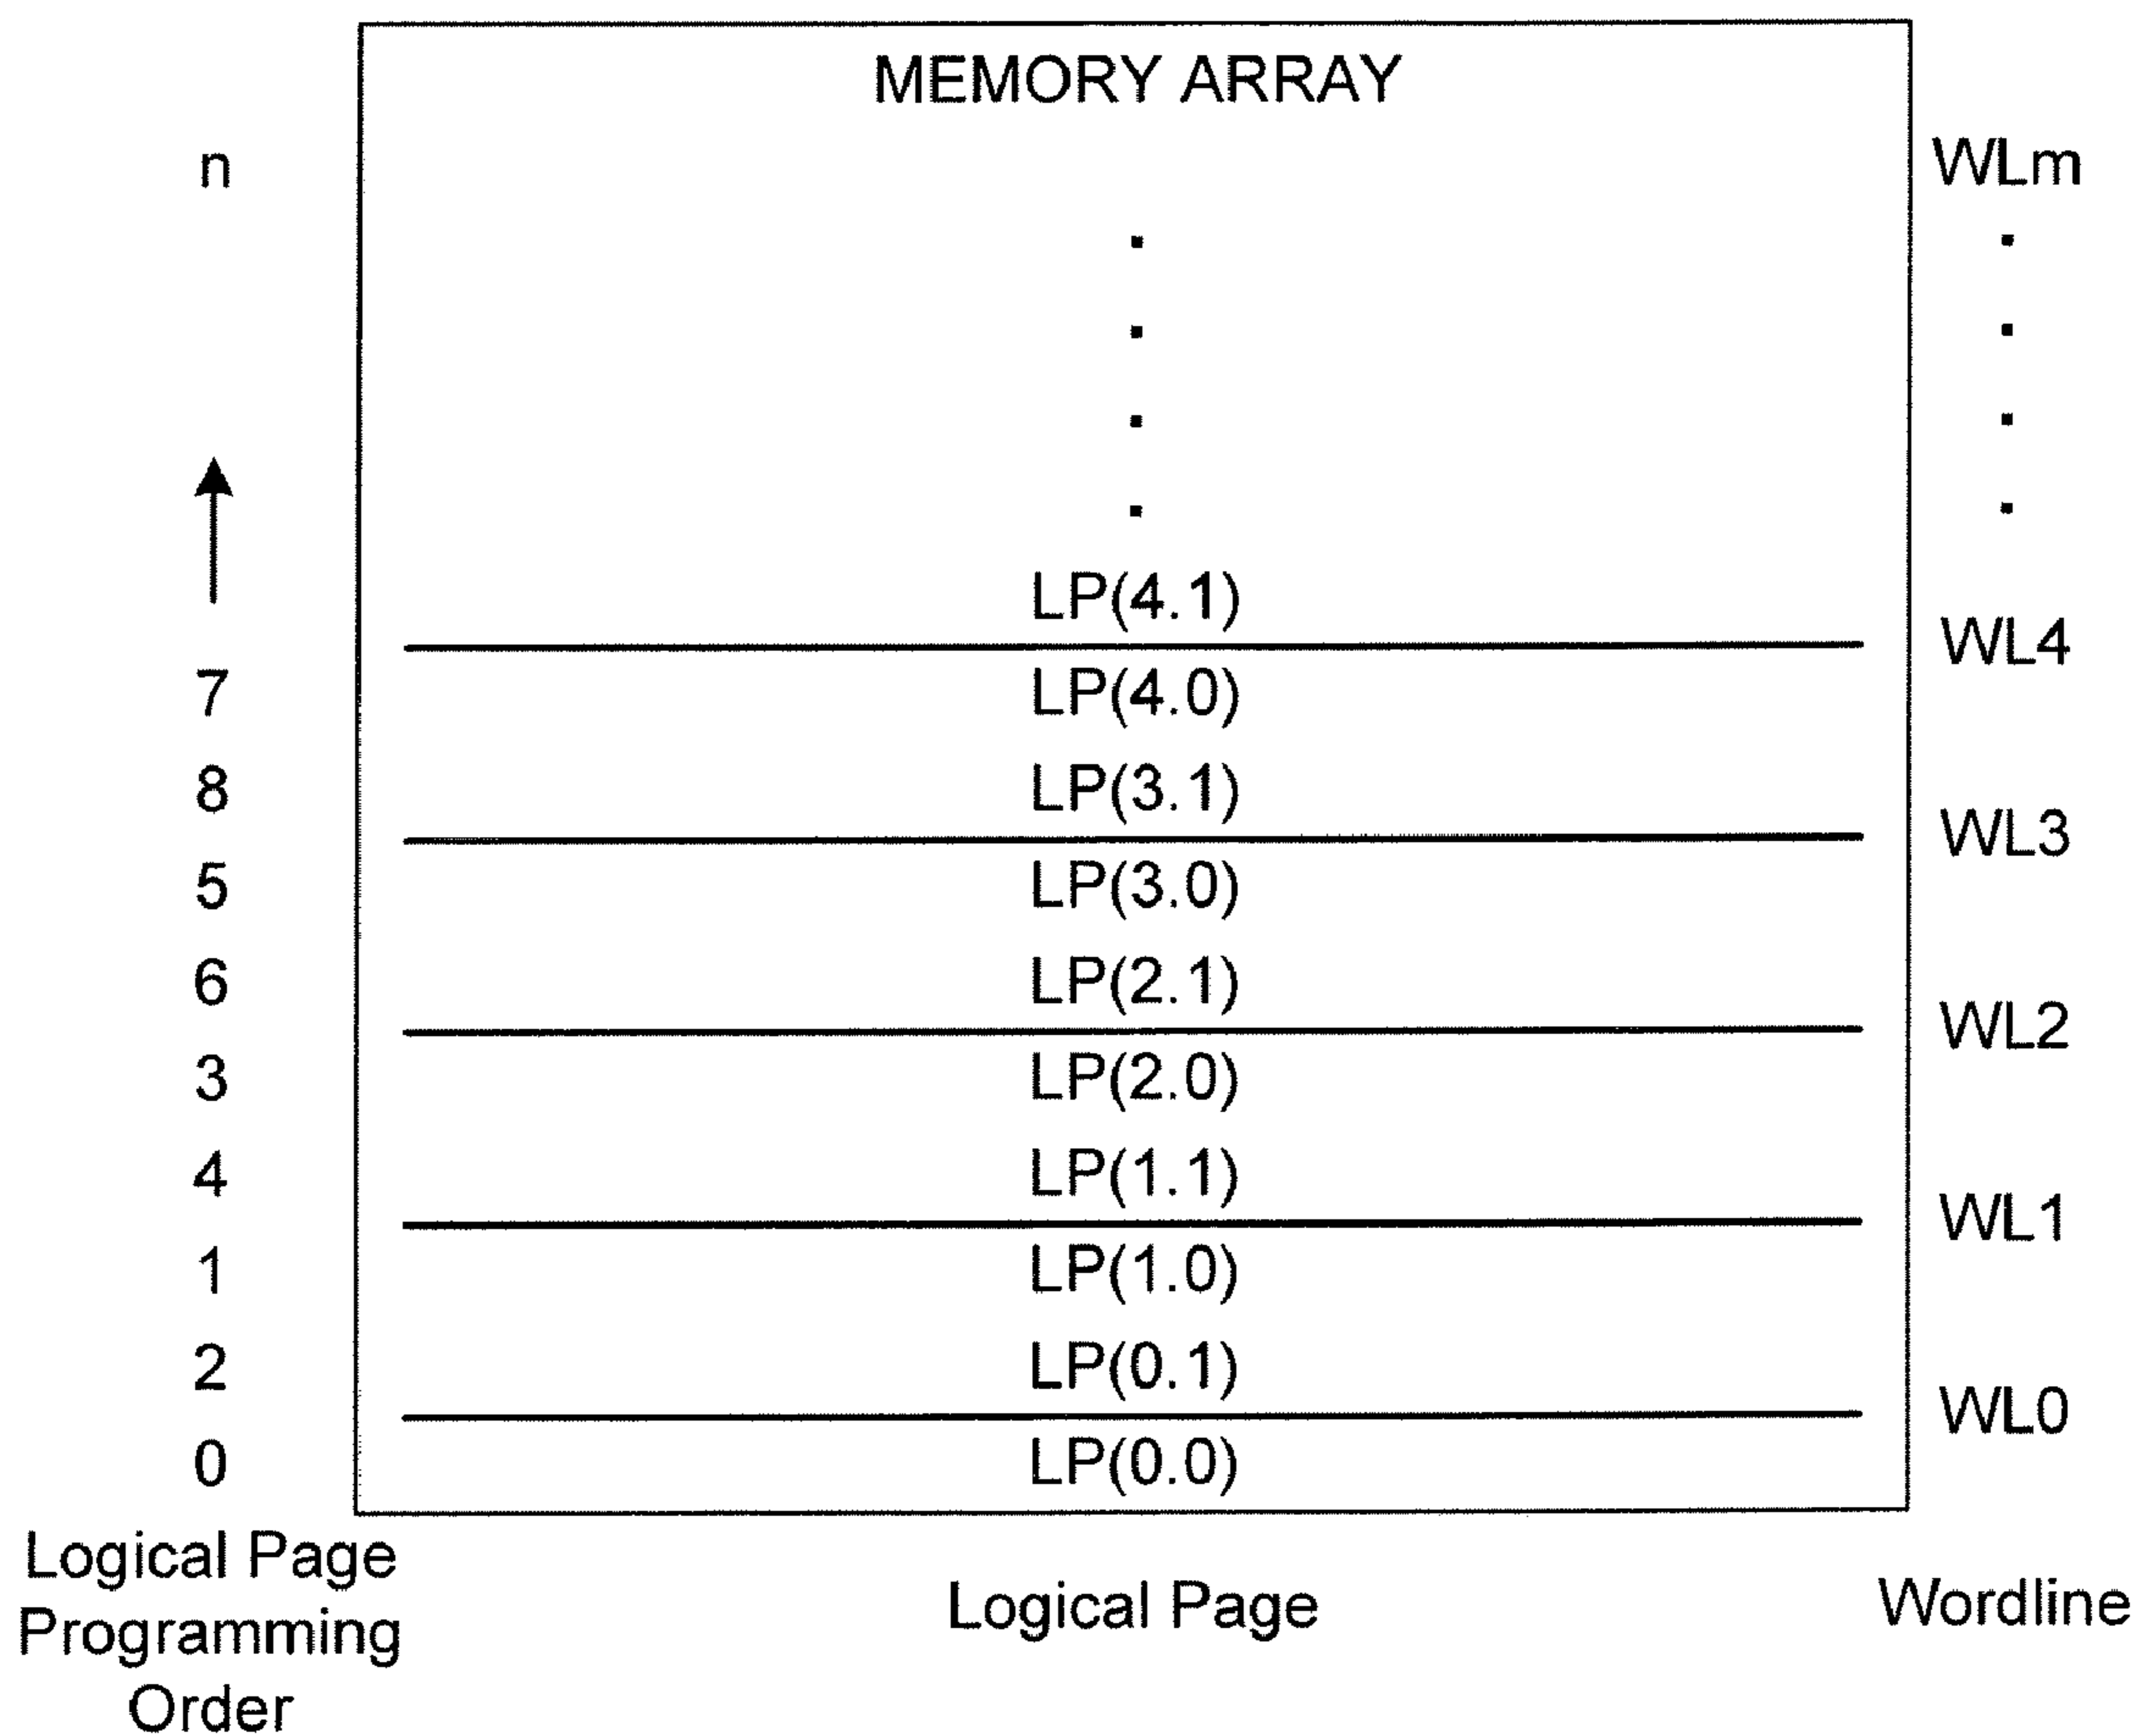 MEMORY ARRAY
n WLm
LP(4.1)
WL4
7 LP(4.0)
8 LP(3.1)
WL3
5 LP(3.0)
6 LP(2.1)
WL2
3 LP(2.0)
4 LP(1.1)
WL1
1 LP(1.0)
2 LP(0.1)
WL0
0 LP(0.0)
Logical Page
Programming
Order
Logical Page
Wordline